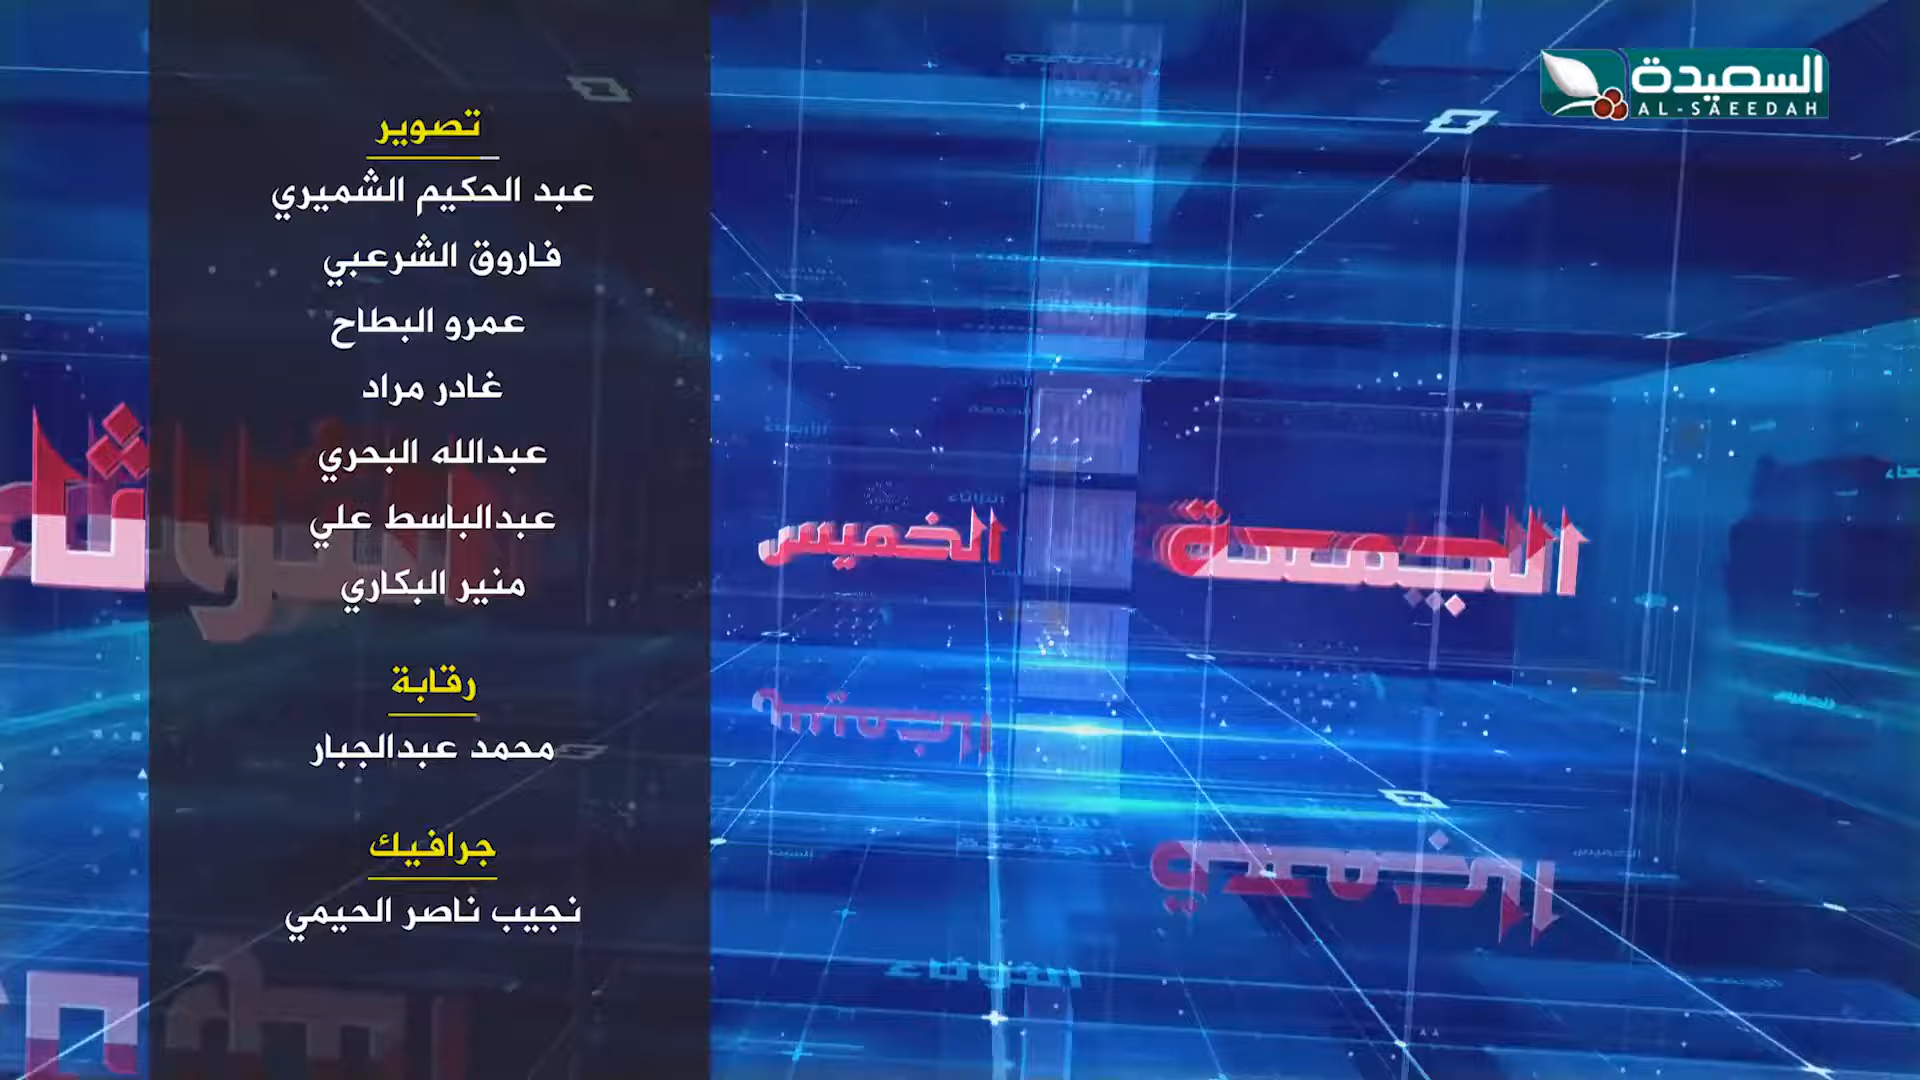 السعيدة
AL-SAEEDAH
تصوير
عبد الحكيم الشميري
فاروق الشرعبي
عمرو البطاح
غادر مراد
عبدالله البحري
عبدالباسط علي
منير البكاري
رقابة
محمد عبدالجبار
جرافيك
نجيب ناصر الحيمي
الجمعة
الخميس